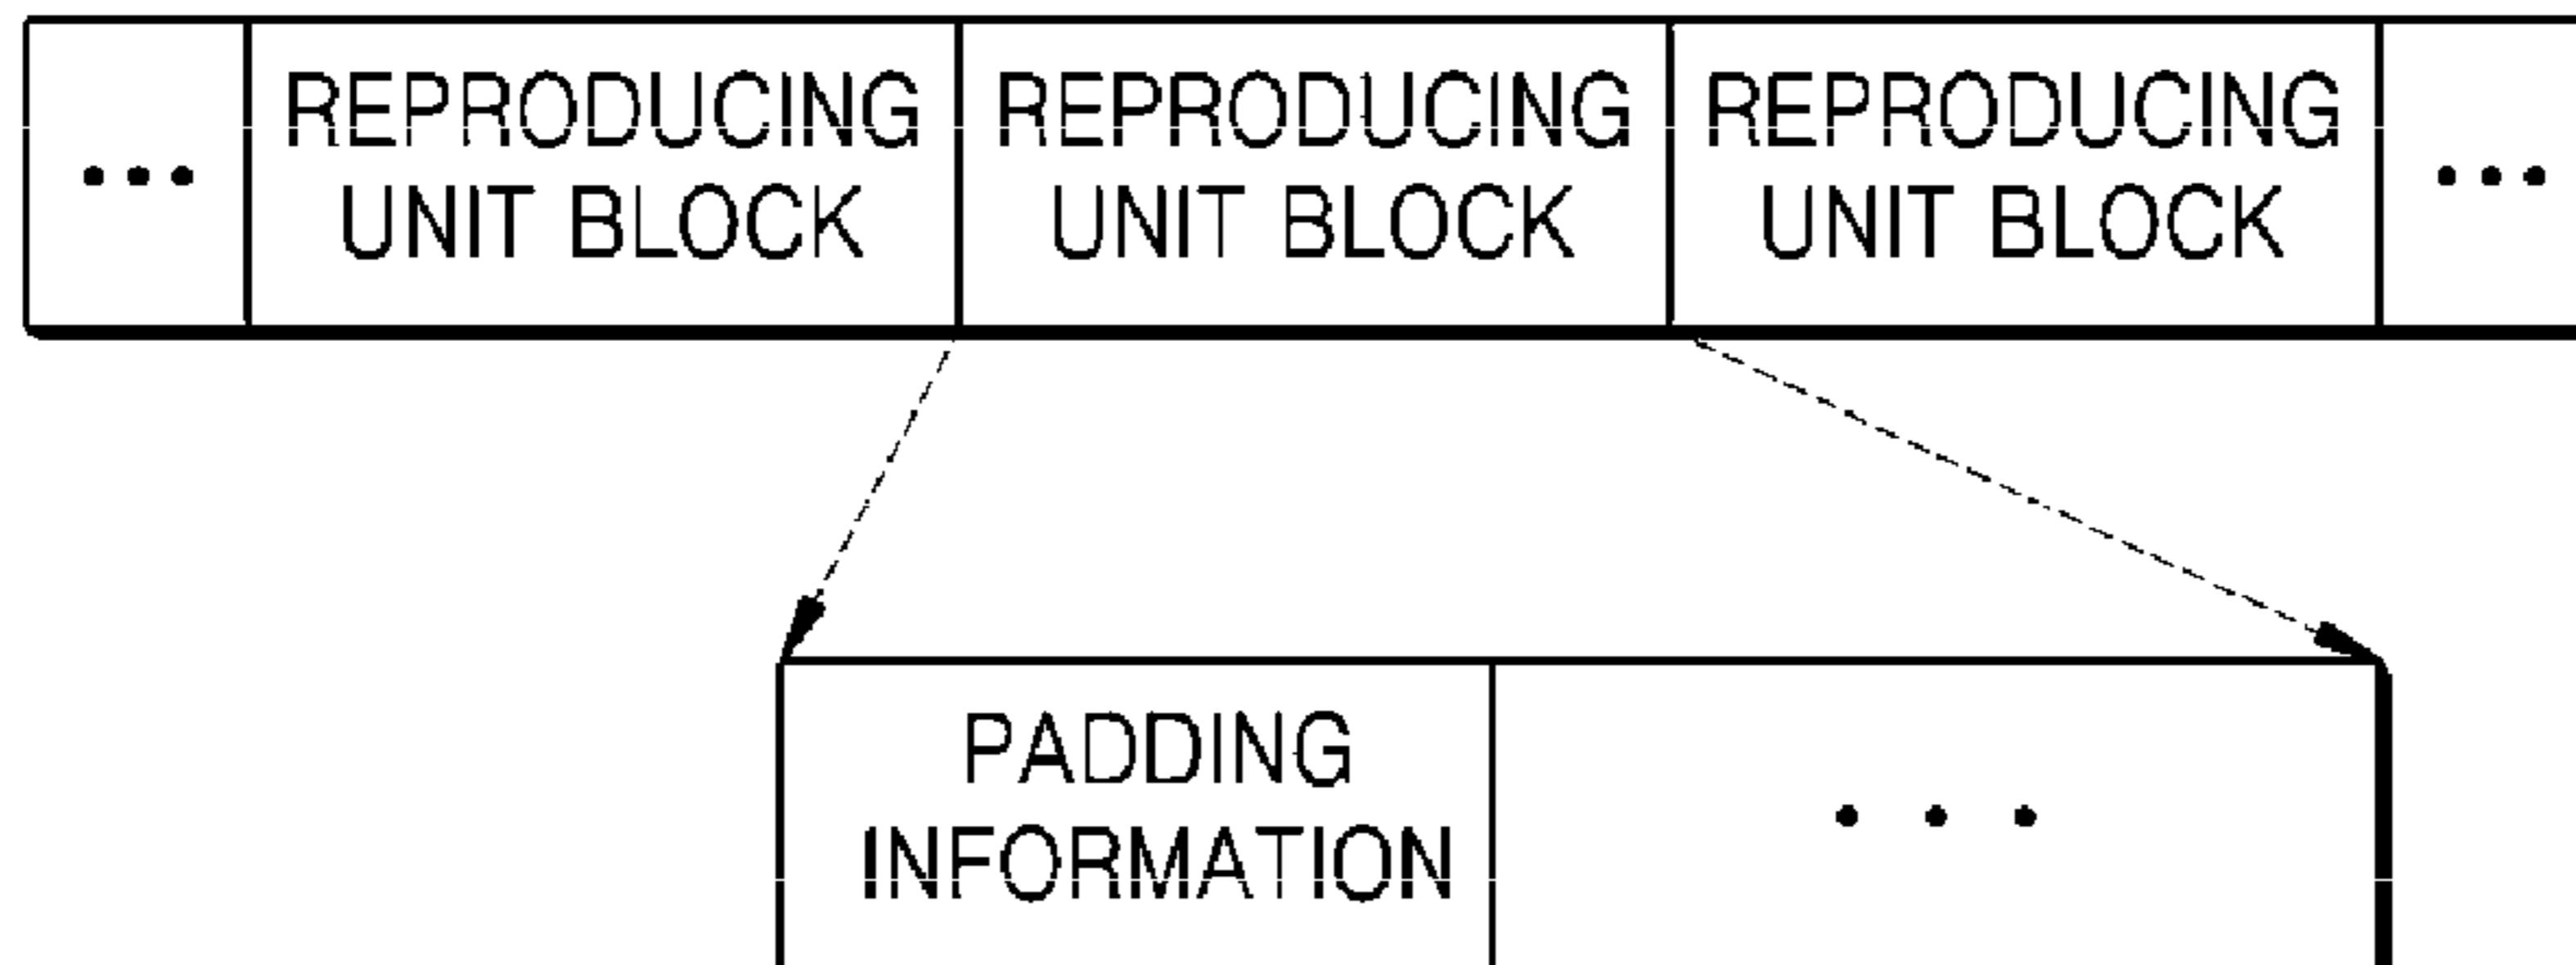 ... REPRODUCING UNIT BLOCK REPRODUCING UNIT BLOCK REPRODUCING UNIT BLOCK ...
PADDING INFORMATION ...